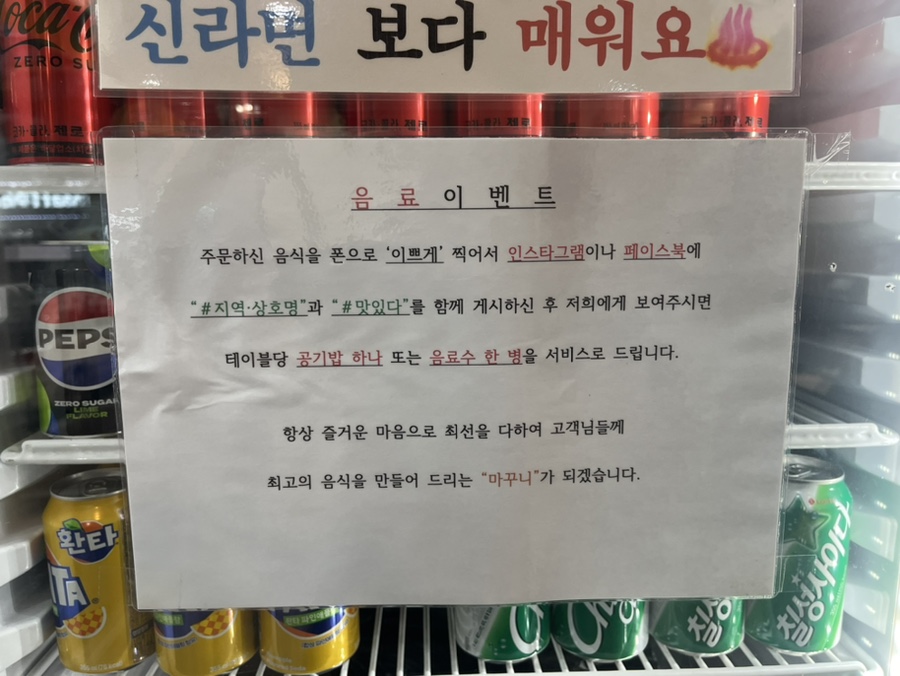 신라면 보다 매워요
ZERO SU
음 료 이 벤 트
주문하신 음식을 폰으로 '이쁘게' 찍어서 인스타그램이나 페이스북에
"#지역·상호명"과 "#맛있다"를 함께 게시하신 후 저희에게 보여주시면
테이블당 공기밥 하나 또는 음료수 한 병을 서비스로 드립니다.
항상 즐거운 마음으로 최선을 다하여 고객님들께
최고의 음식을 만들어 드리는 "마꾸니"가 되겠습니다.
PEPS
ZERO SUGAR
LIME
FLAVOR
환타
칠성
칠성사이다